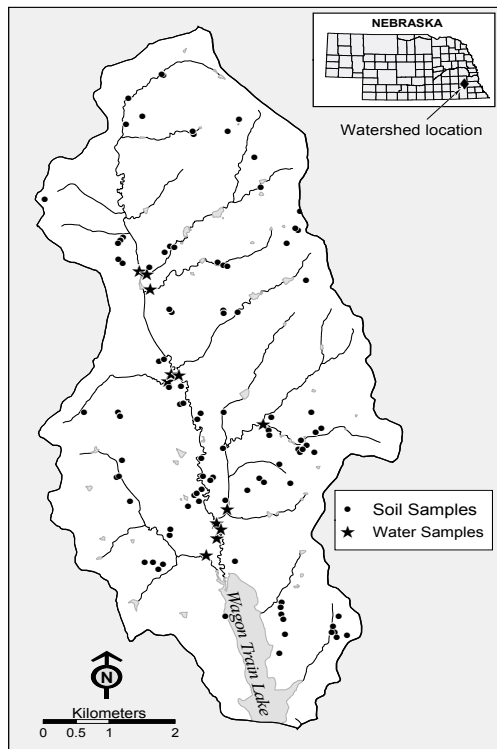 NEBRASKA
Watershed location
Soil Samples
Water Samples
Wagon Train Lake
N
Kilometers
0 0.5 1 2